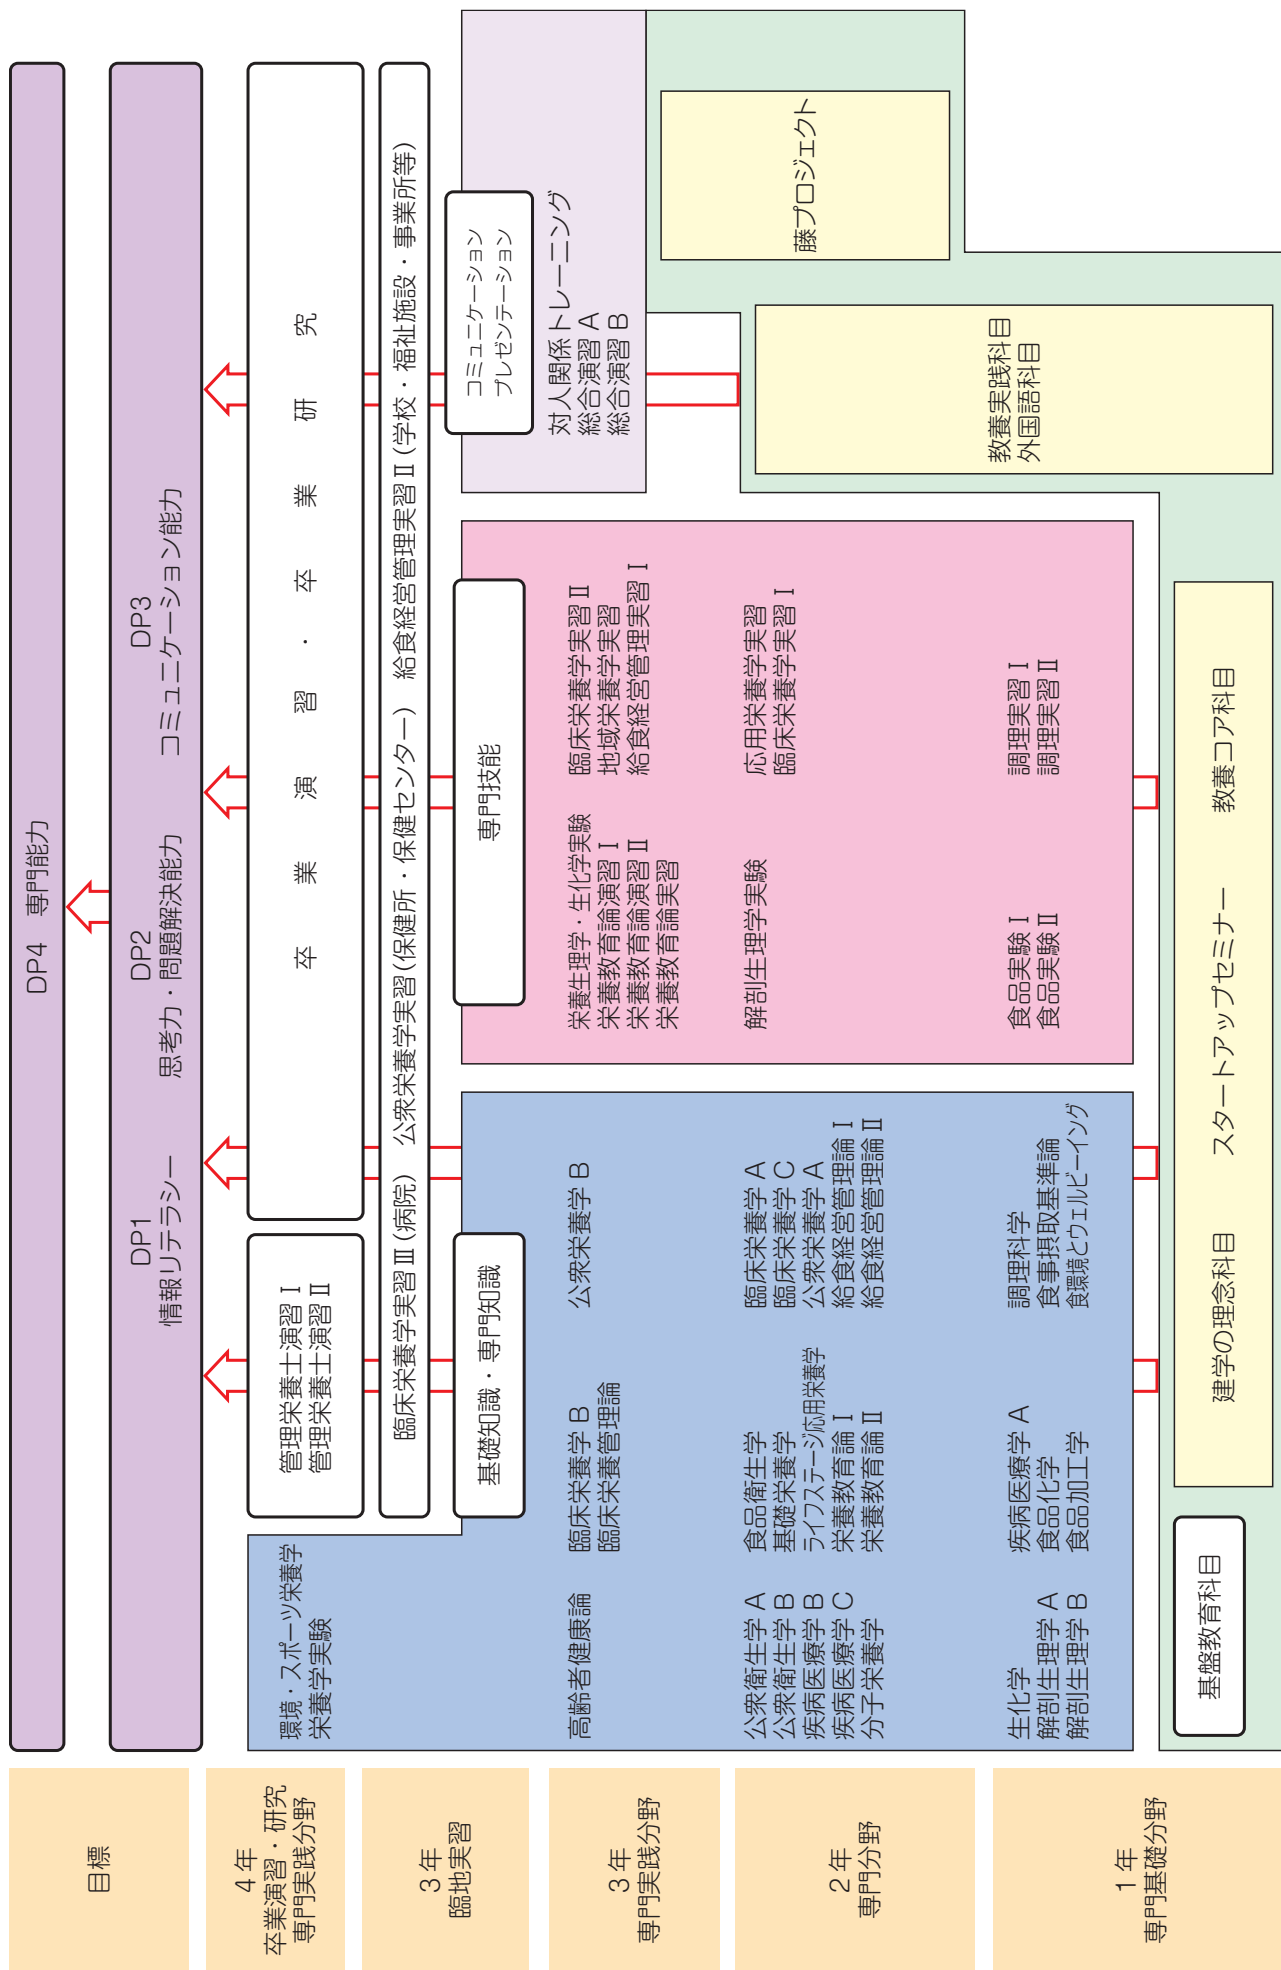 目標
DP4　専門能力
DP1
情報リテラシー
DP2
思考力・問題解決能力
DP3
コミュニケーション能力
4年
卒業演習・研究
専門実践分野
環境・スポーツ栄養学
栄養学実験
管理栄養士演習Ⅰ
管理栄養士演習Ⅱ
卒業演習・卒業研究
3年
臨地実習
臨床栄養学実習Ⅲ(病院)　公衆栄養学実習(保健所・保健センター)　給食経営管理実習Ⅱ(学校・福祉施設・事業所等)
基礎知識・専門知識
専門技能
コミュニケーション
プレゼンテーション
3年
専門実践分野
高齢者健康論
臨床栄養学B
臨床栄養管理論
公衆栄養学B
栄養生理学・生化学実験
栄養教育論演習Ⅰ
栄養教育論演習Ⅱ
栄養教育論実習
臨床栄養学実習Ⅱ
地域栄養学実習
給食経営管理実習Ⅰ
対人関係トレーニング
総合演習A
総合演習B
2年
専門分野
公衆衛生学A
公衆衛生学B
疾病医療学B
疾病医療学C
分子栄養学
食品衛生学
基礎栄養学
ライフステージ応用栄養学
栄養教育論Ⅰ
栄養教育論Ⅱ
臨床栄養学A
臨床栄養学C
公衆栄養学A
給食経営管理論Ⅰ
給食経営管理論Ⅱ
解剖生理学実験
応用栄養学実習
臨床栄養学実習Ⅰ
藤プロジェクト
1年
専門基礎分野
生化学
解剖生理学A
解剖生理学B
疾病医療学A
食品化学
食品加工学
調理科学
食事摂取基準論
食環境とウェルビーイング
食品実験Ⅰ
食品実験Ⅱ
調理実習Ⅰ
調理実習Ⅱ
教養実践科目
外国語科目
基盤教育科目
建学の理念科目
スタートアップセミナー
教養コア科目